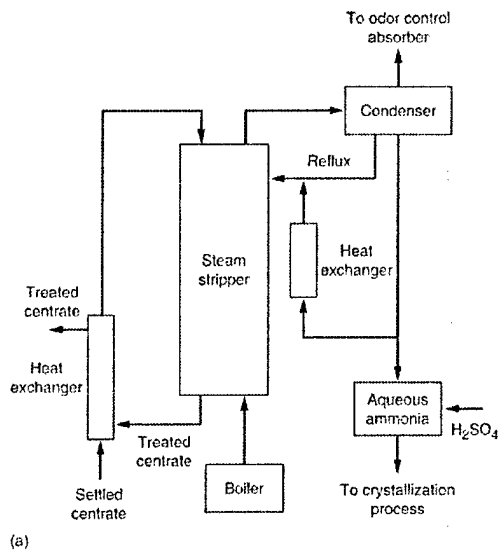 To odor control
absorber
Condenser
Reflux
Steam
stripper
Heat
exchanger
Treated
centrate
Heat
exchanger
Treated
centrate
Aqueous
ammonia
H₂SO₄
Settled
centrate
Boiler
To crystallization
process
(a)